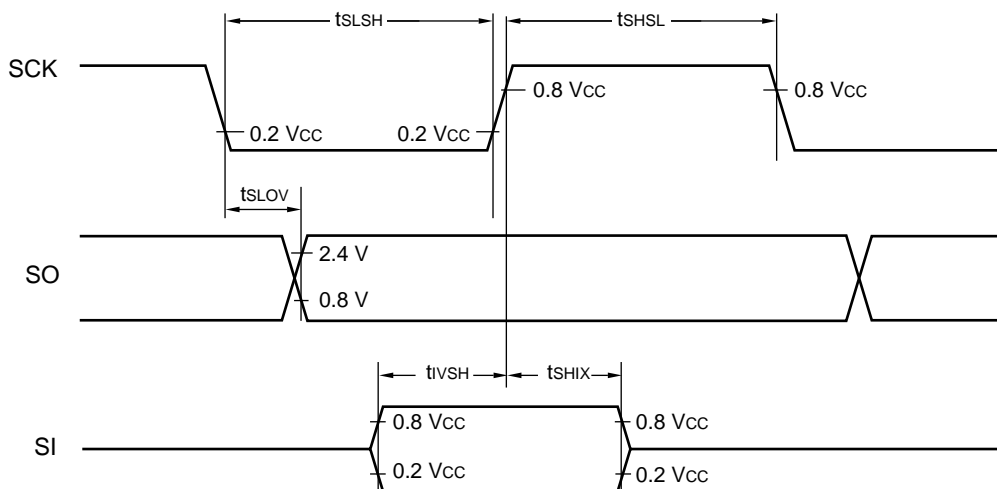 tSLSH tSHSL
SCK
0.8 VCC 0.8 VCC
0.2 VCC 0.2 VCC
tSLOV
2.4 V
SO
0.8 V
tIVSH tSHIX
0.8 VCC 0.8 VCC
SI
0.2 VCC 0.2 VCC